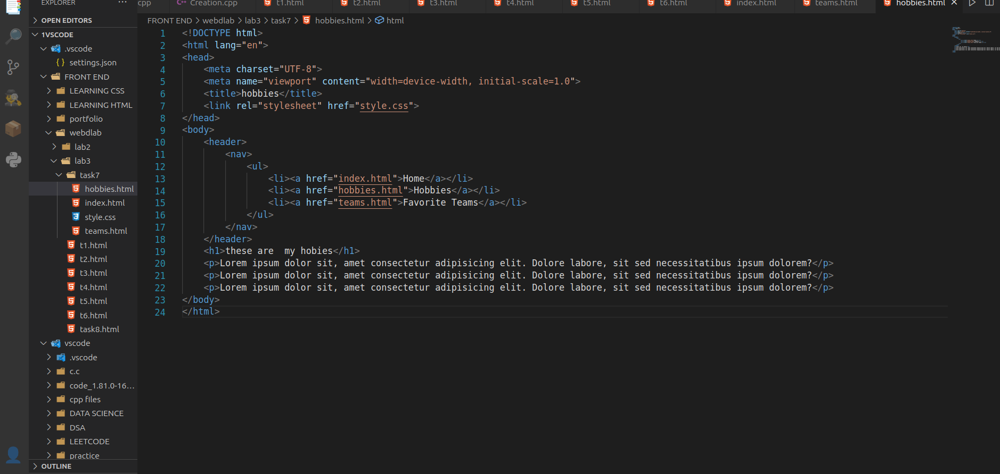 EXPLORER ···
OPEN EDITORS
1VSCODE
.vscode
{} settings.json
FRONT END
LEARNING CSS
LEARNING HTML
portfolio
webdlab
lab2
lab3
task7
hobbies.html
index.html
style.css
teams.html
t1.html
t2.html
t3.html
t4.html
t5.html
t6.html
task8.html
vscode
.vscode
c.c
code_1.81.0-16...
cpp files
DATA SCIENCE
DSA
LEETCODE
practice
OUTLINE
cpp Creation.cpp t1.html t2.html t3.html t4.html t5.html t6.html index.html teams.html hobbies.html
FRONT END > webdlab > lab3 > task7 > hobbies.html > html
1 <!DOCTYPE html>
2 <html lang="en">
3 <head>
4 <meta charset="UTF-8">
5 <meta name="viewport" content="width=device-width, initial-scale=1.0">
6 <title>hobbies</title>
7 <link rel="stylesheet" href="style.css">
8 </head>
9 <body>
10 <header>
11 <nav>
12 <ul>
13 <li><a href="index.html">Home</a></li>
14 <li><a href="hobbies.html">Hobbies</a></li>
15 <li><a href="teams.html">Favorite Teams</a></li>
16 </ul>
17 </nav>
18 </header>
19 <h1>these are  my hobies</h1>
20 <p>Lorem ipsum dolor sit, amet consectetur adipisicing elit. Dolore labore, sit sed necessitatibus ipsum dolorem?</p>
21 <p>Lorem ipsum dolor sit, amet consectetur adipisicing elit. Dolore labore, sit sed necessitatibus ipsum dolorem?</p>
22 <p>Lorem ipsum dolor sit, amet consectetur adipisicing elit. Dolore labore, sit sed necessitatibus ipsum dolorem?</p>
23 </body>
24 </html>